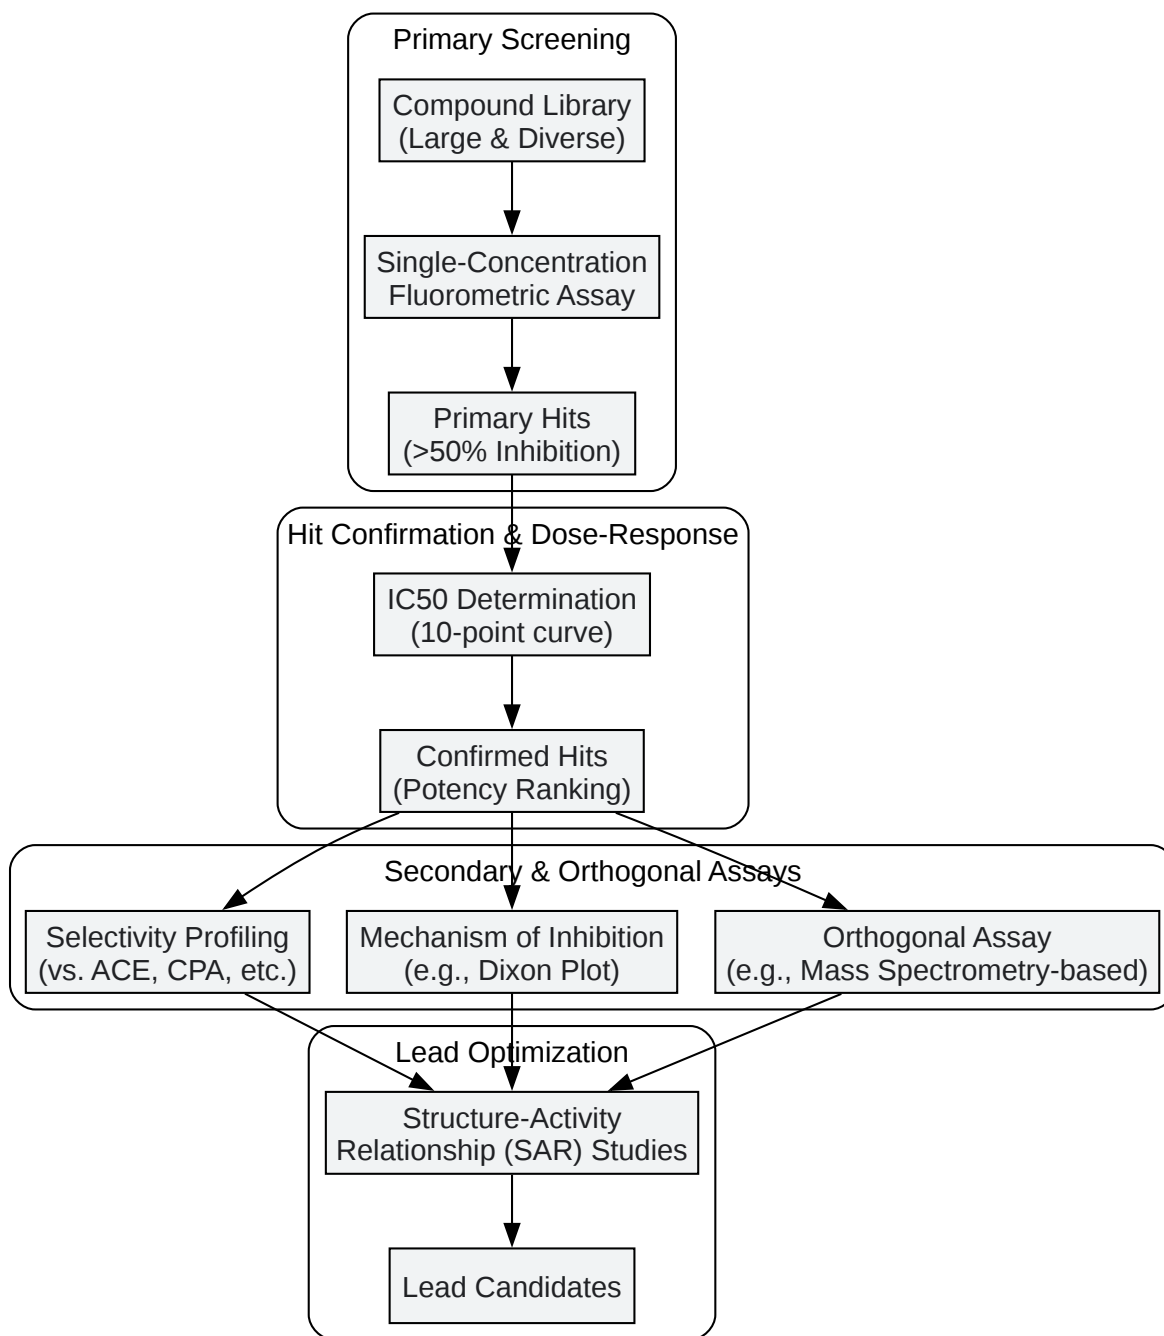 Primary Screening
Compound Library
(Large & Diverse)
Single-Concentration
Fluorometric Assay
Primary Hits
(>50% Inhibition)
Hit Confirmation & Dose-Response
IC50 Determination
(10-point curve)
Confirmed Hits
(Potency Ranking)
Secondary & Orthogonal Assays
Selectivity Profiling
(vs. ACE, CPA, etc.)
Mechanism of Inhibition
(e.g., Dixon Plot)
Orthogonal Assay
(e.g., Mass Spectrometry-based)
Lead Optimization
Structure-Activity
Relationship (SAR) Studies
Lead Candidates